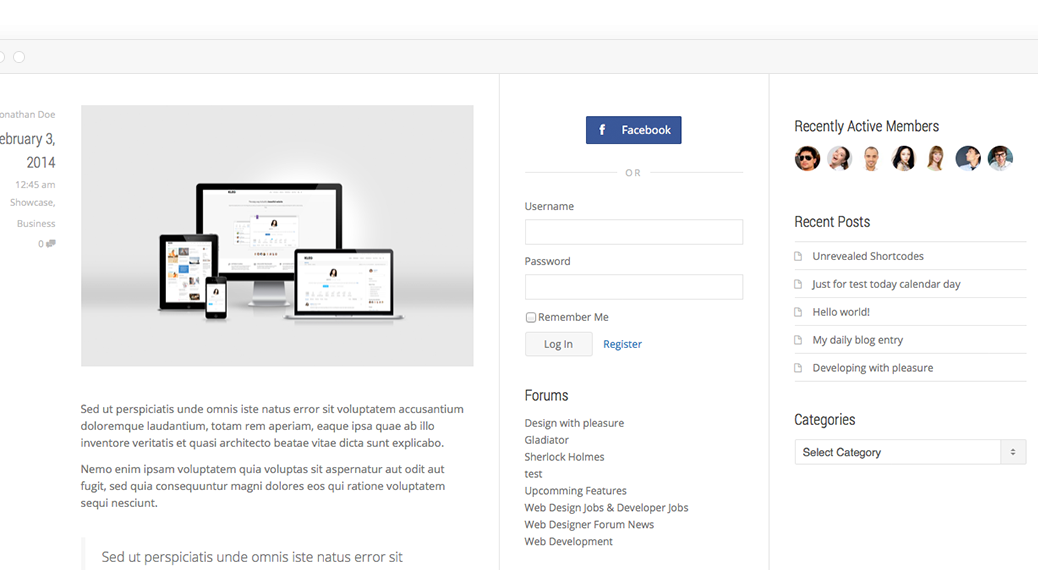 onathan Doe
ebruary 3,
2014
12:45 am
Showcase,
Business
0
Sed ut perspiciatis unde omnis iste natus error sit voluptatem accusantium
doloremque laudantium, totam rem aperiam, eaque ipsa quae ab illo
inventore veritatis et quasi architecto beatae vitae dicta sunt explicabo.
Nemo enim ipsam voluptatem quia voluptas sit aspernatur aut odit aut
fugit, sed quia consequuntur magni dolores eos qui ratione voluptatem
sequi nesciunt.
Sed ut perspiciatis unde omnis iste natus error sit
f Facebook
OR
Username
Password
Remember Me
Log In Register
Forums
Design with pleasure
Gladiator
Sherlock Holmes
test
Upcomming Features
Web Design Jobs & Developer Jobs
Web Designer Forum News
Web Development
Recently Active Members
Recent Posts
Unrevealed Shortcodes
Just for test today calendar day
Hello world!
My daily blog entry
Developing with pleasure
Categories
Select Category